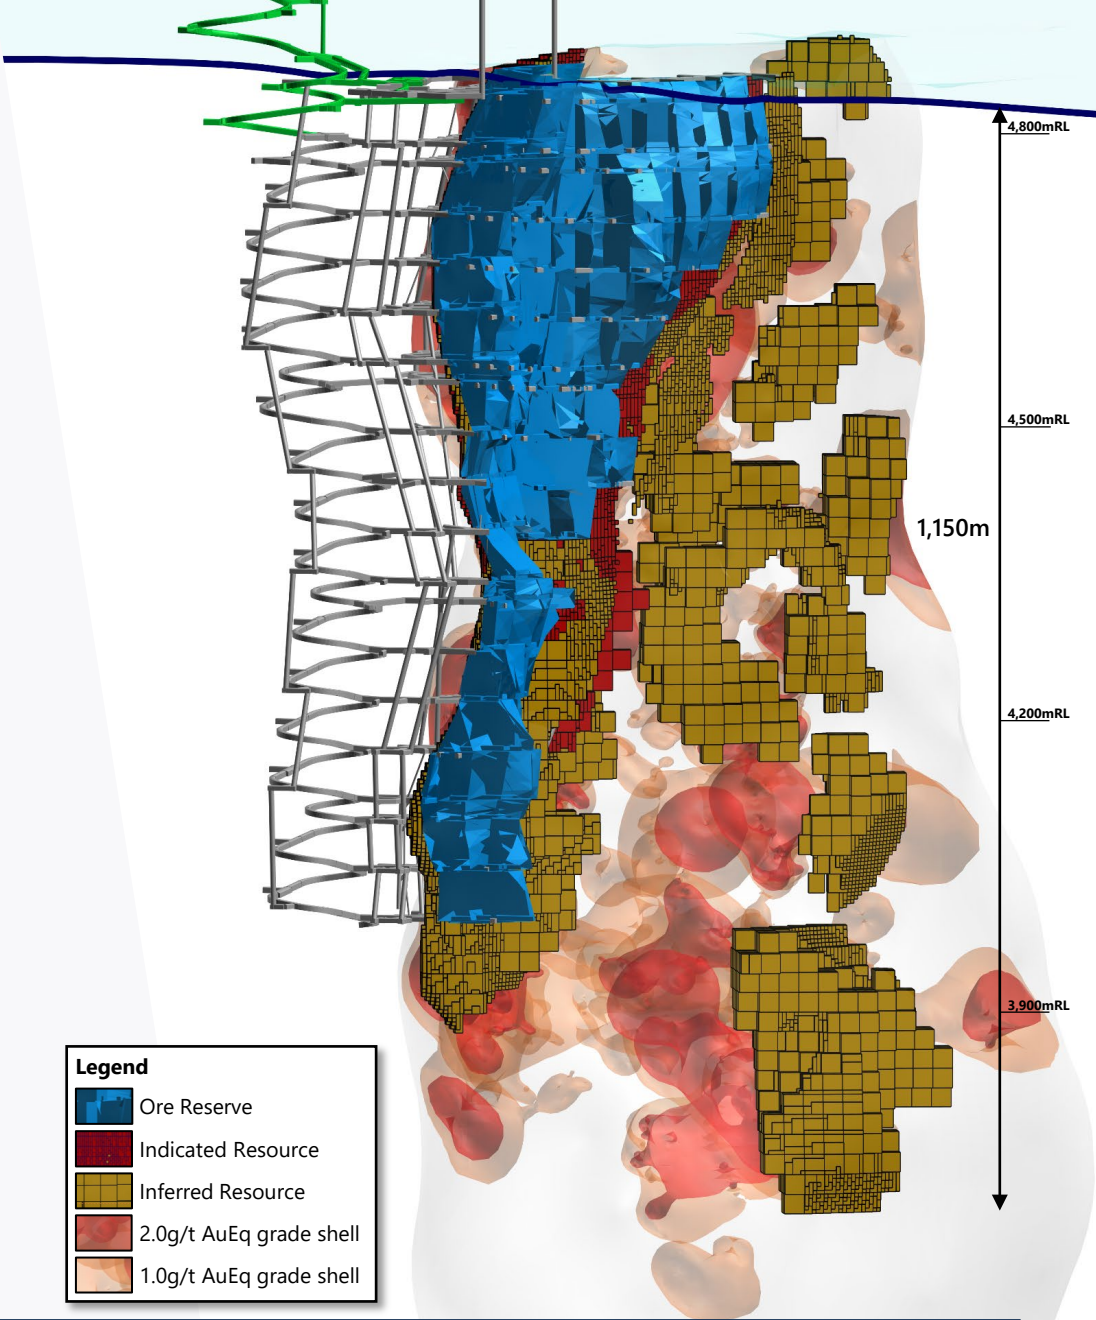 4,800mRL
4,500mRL
1,150m
4,200mRL
3,900mRL
Legend
Ore Reserve
Indicated Resource
Inferred Resource
2.0g/t AuEq grade shell
1.0g/t AuEq grade shell